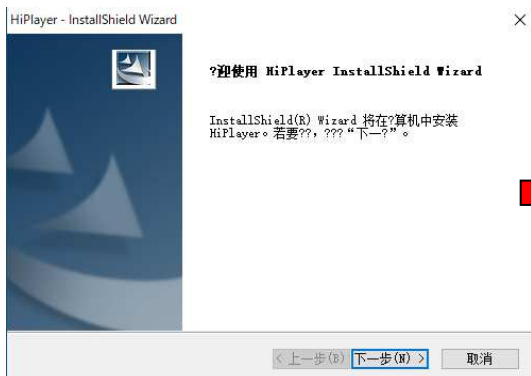 HiPlayer - InstallShield Wizard
?迎使用 HiPlayer InstallShield Wizard
InstallShield(R) Wizard 将在?算机中安装
HiPlayer。若要??，???“下一?”。
< 上一步(B)
下一步(N) >
取消